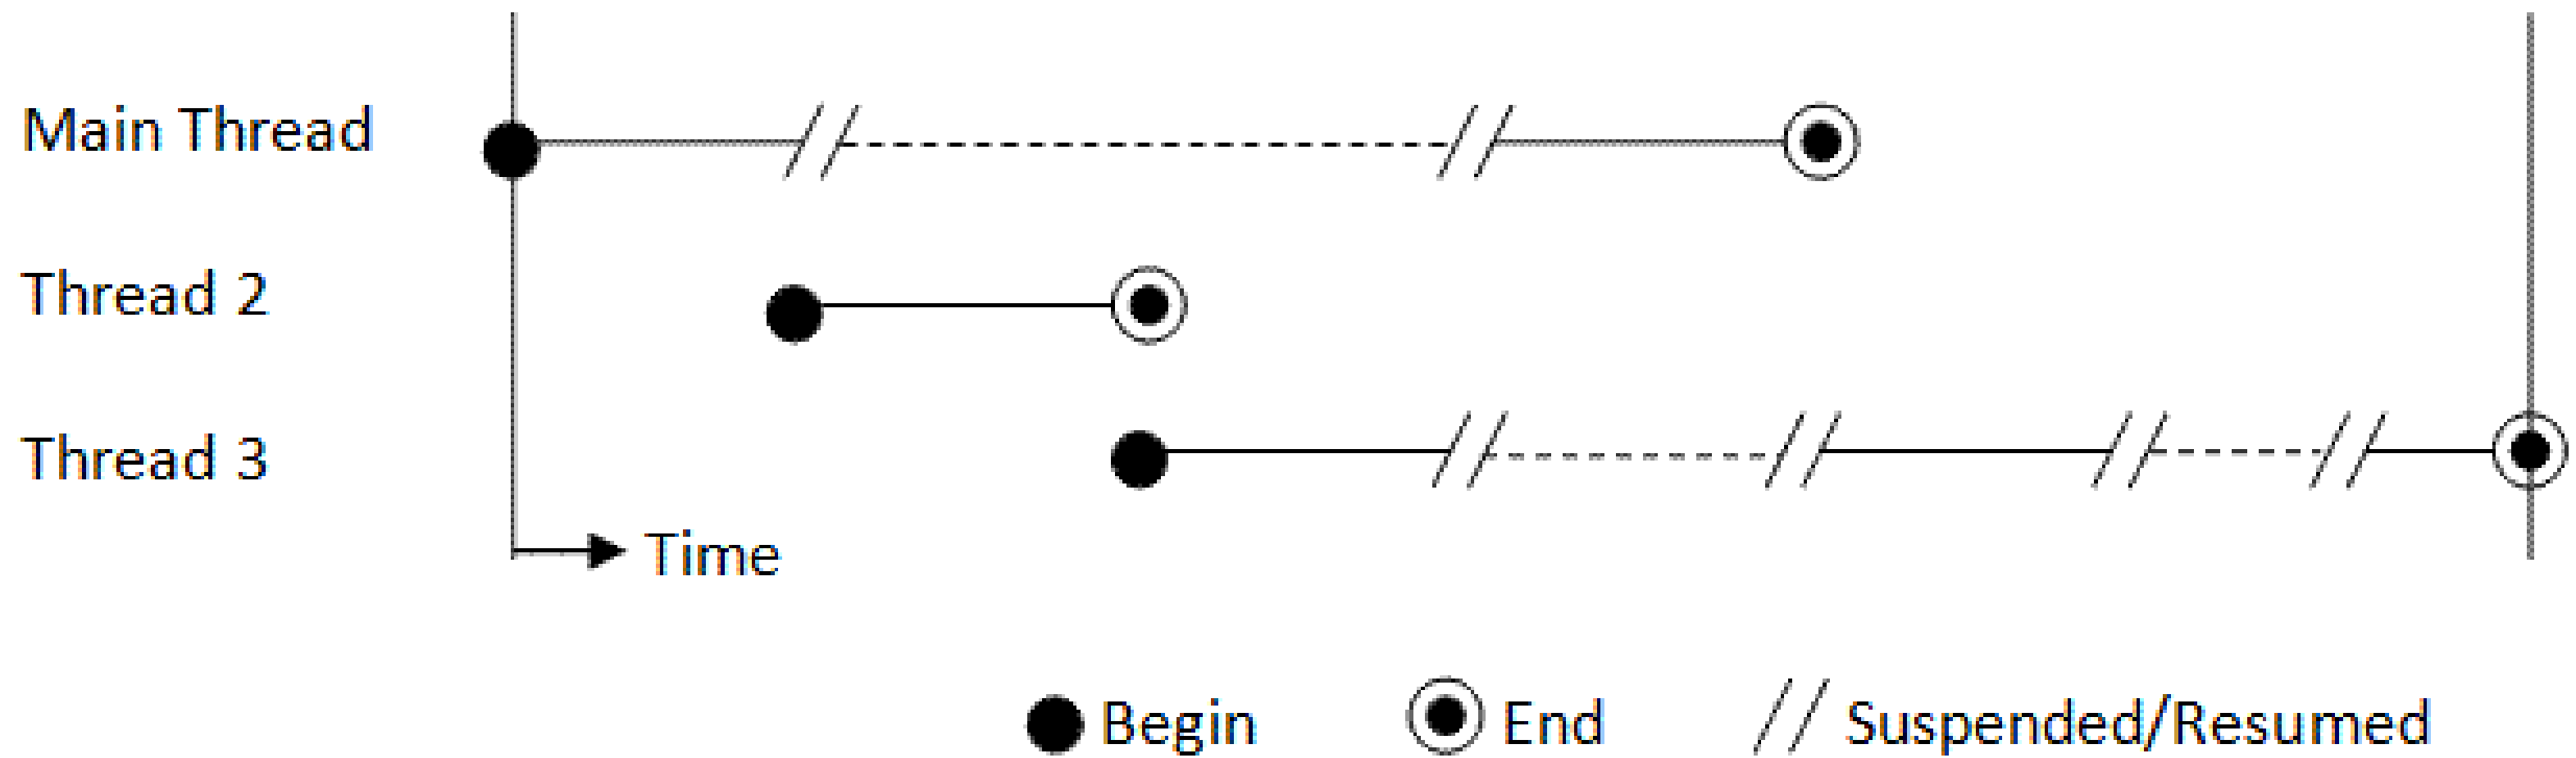 Main Thread
Thread 2
Thread 3
Time
Begin End Suspended/Resumed